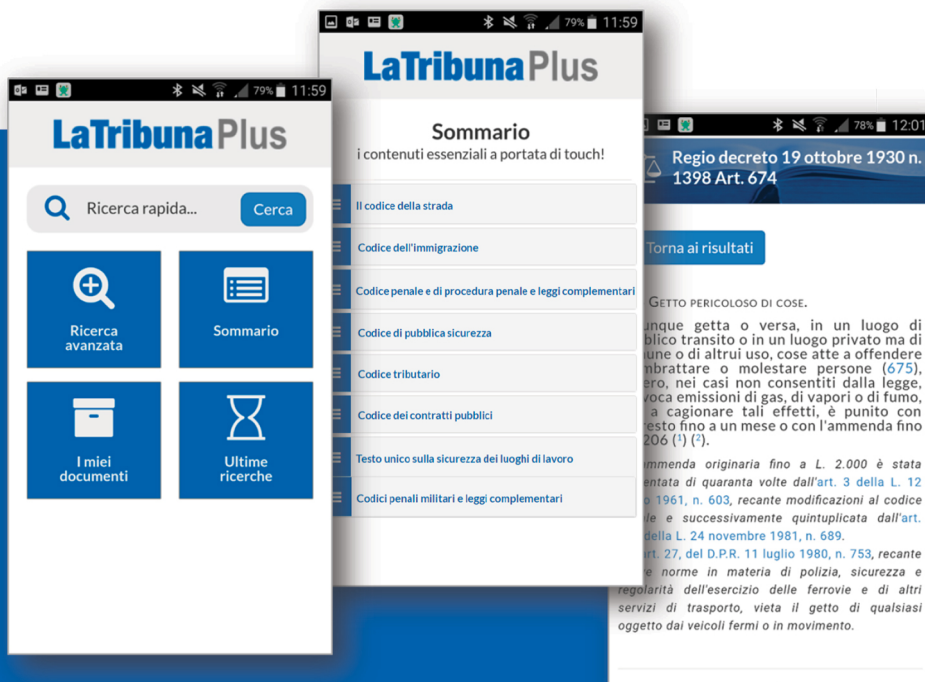 79% 11:59
LaTribuna Plus
Ricerca rapida...
Cerca
Ricerca
avanzata
Sommario
I miei
documenti
Ultime
ricerche
79% 11:59
LaTribuna Plus
Sommario
i contenuti essenziali a portata di touch!
Il codice della strada
Codice dell'immigrazione
Codice penale e di procedura penale e leggi complementari
Codice di pubblica sicurezza
Codice tributario
Codice dei contratti pubblici
Testo unico sulla sicurezza dei luoghi di lavoro
Codici penali militari e leggi complementari
78% 12:01
Regio decreto 19 ottobre 1930 n.
1398 Art. 674
Torna ai risultati
GETTO PERICOLOSO DI COSE.
getta o versa, in un luogo di
transito o in un luogo privato ma di
o di altrui uso, cose atte a offendere
o molestare persone (675),
nei casi non consentiti dalla legge,
emissioni di gas, di vapori o di fumo,
a cagionare tali effetti, è punito con
fino a un mese o con l'ammenda fino
206 (1) (2).
originaria fino a L. 2.000 è stata
di quaranta volte dall'art. 3 della L. 12
1961, n. 603, recante modificazioni al codice
e successivamente quintuplicata dall'art.
della L. 24 novembre 1981, n. 689.
art. 27, del D.P.R. 11 luglio 1980, n. 753, recante
norme in materia di polizia, sicurezza e
regolarità dell'esercizio delle ferrovie e di altri
servizi di trasporto, vieta il getto di qualsiasi
oggetto dai veicoli fermi o in movimento.